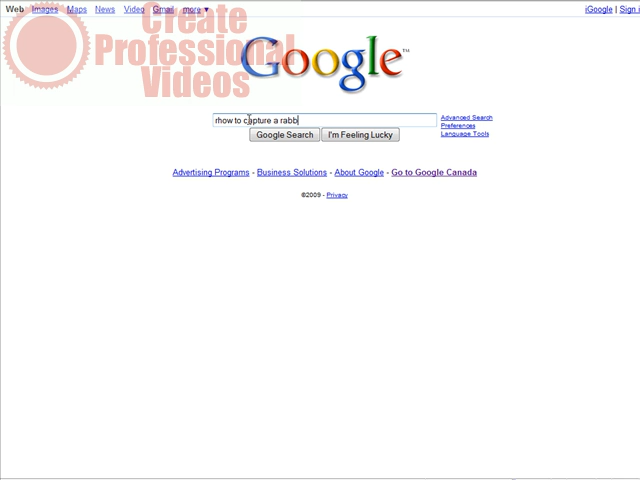 Web Images Maps News Video Gmail more ▼
iGoogle | Sign i
Create
Professional
Videos
Google™
rhow to capture a rabb
Advanced Search
Preferences
Language Tools
Google Search I'm Feeling Lucky
Advertising Programs - Business Solutions - About Google - Go to Google Canada
©2009 - Privacy